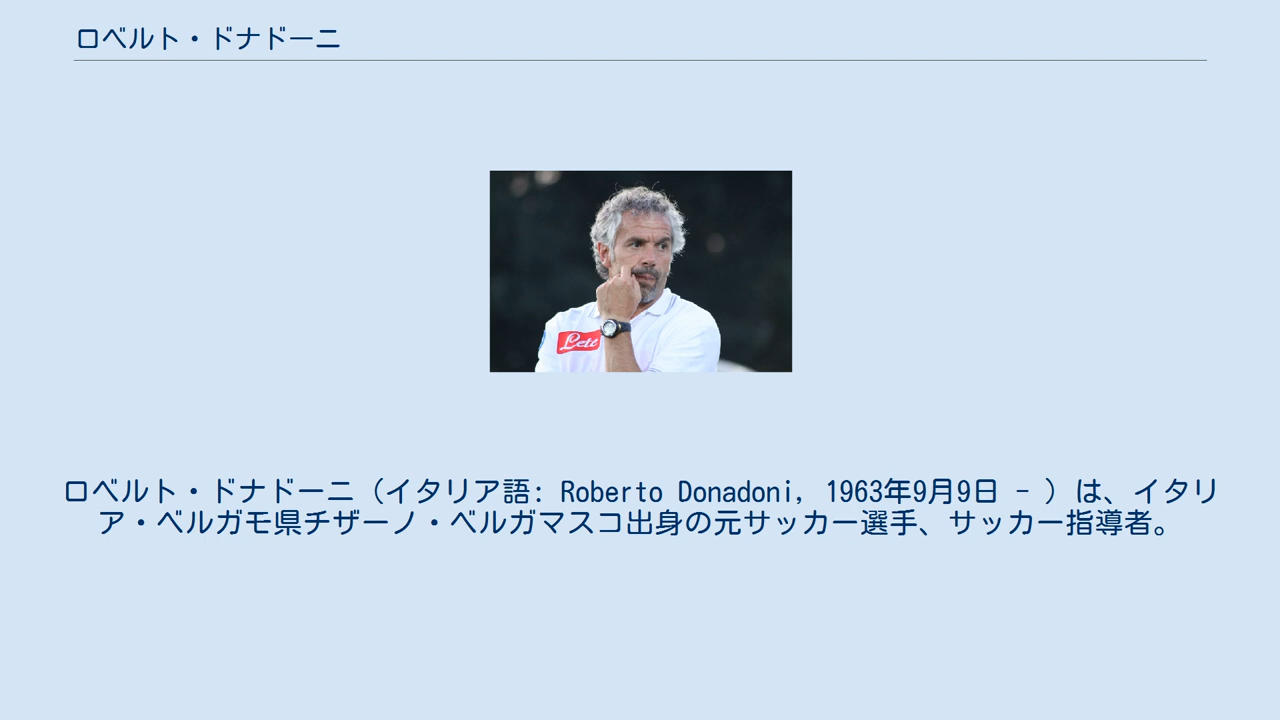 ロベルト・ドナドーニ
Lete
ロベルト・ドナドーニ（イタリア語: Roberto Donadoni, 1963年9月9日 - ）は、イタリ
ア・ベルガモ県チザーノ・ベルガマスコ出身の元サッカー選手、サッカー指導者。